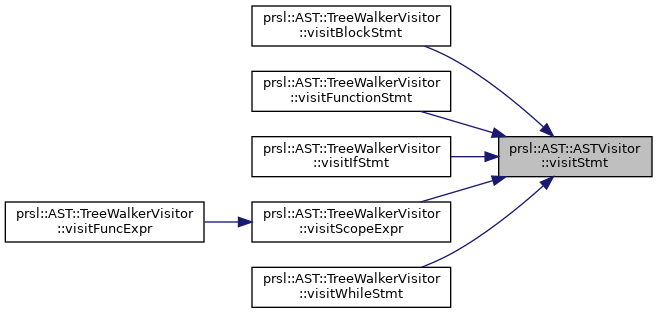 prsl::AST::TreeWalkerVisitor
::visitBlockStmt
prsl::AST::TreeWalkerVisitor
::visitFunctionStmt
prsl::AST::TreeWalkerVisitor
::visitIfStmt
prsl::AST::ASTVisitor
::visitStmt
prsl::AST::TreeWalkerVisitor
::visitFuncExpr
prsl::AST::TreeWalkerVisitor
::visitScopeExpr
prsl::AST::TreeWalkerVisitor
::visitWhileStmt